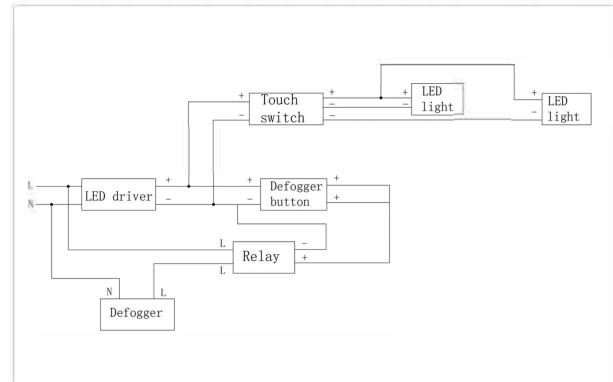 + + + + LED light
Touch switch
- - -
- -
+ LED light
L
N
LED driver
+ +
- -
Defogger button
+
+
L
L
Relay
-
+
N L
Defogger